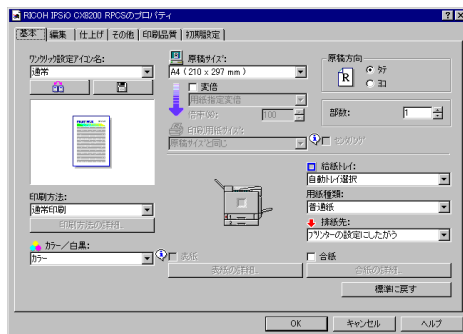 RICOH IPSiO CX8200 RPCSのプロパティ
基本 編集 仕上げ その他 印刷品質 初期設定
ワンクリック設定アイコン名:
通常
原稿サイズ:
A4 (210 x 297 mm)
変倍
用紙指定変倍
倍率(%): 100
印刷用紙サイズ:
原稿サイズと同じ
原稿方向
タテ
ヨコ
部数: 1
センタリング
印刷方法:
通常印刷
印刷方法の詳細...
カラー/白黒:
カラー
給紙トレイ:
自動トレイ選択
用紙種類:
普通紙
排紙先:
プリンターの設定にしたがう
表紙
表紙の詳細...
合紙
合紙の詳細...
標準に戻す
OK キャンセル ヘルプ